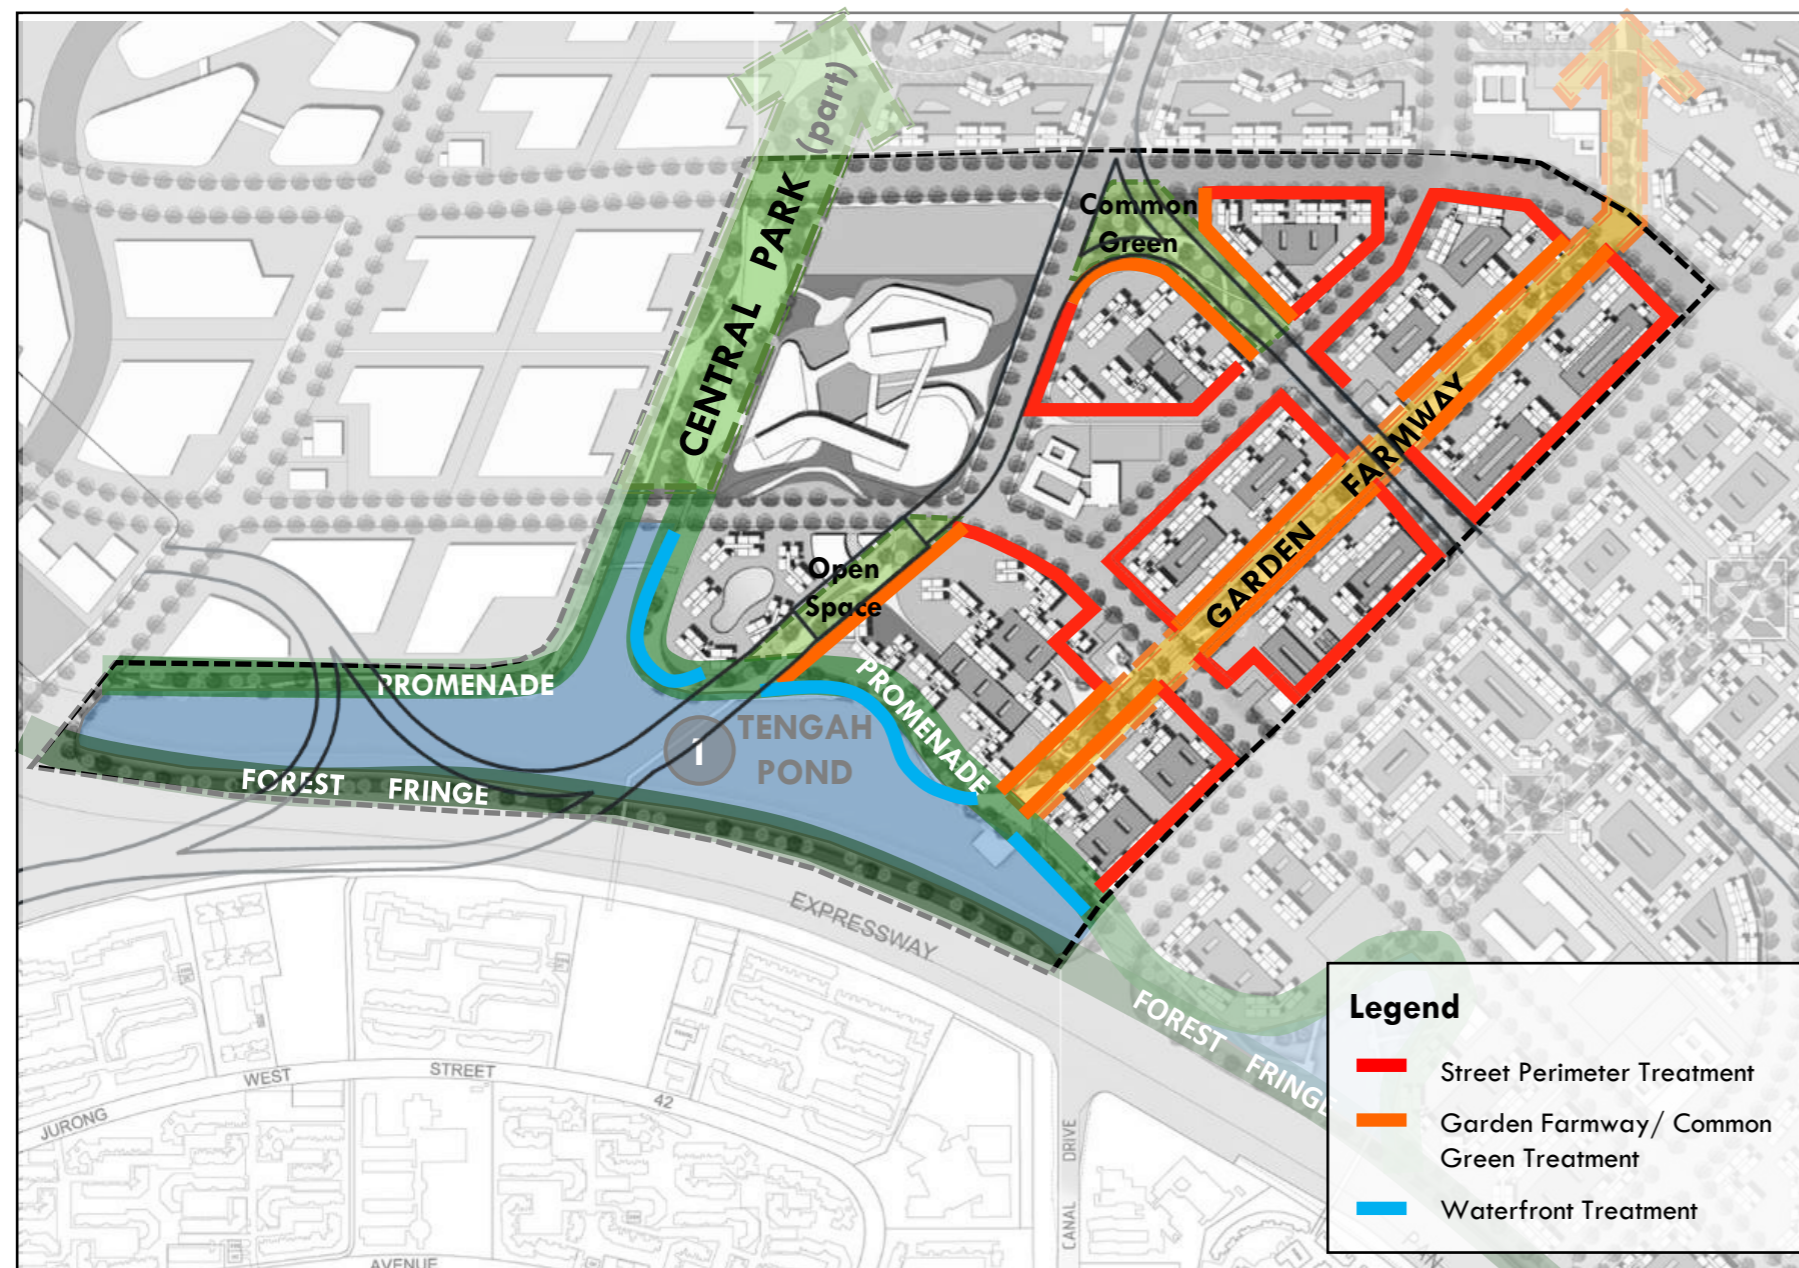 (part)
CENTRAL PARK
Common
Green
GARDEN FARMWAY
Open
Space
PROMENADE
PROMENADE
TENGAH
POND
i
FOREST FRINGE
EXPRESSWAY
FOREST FRINGE
JURONG WEST STREET 42
CANAL DRIVE
AVENUE
PAN
Legend
Street Perimeter Treatment
Garden Farmway/ Common
Green Treatment
Waterfront Treatment